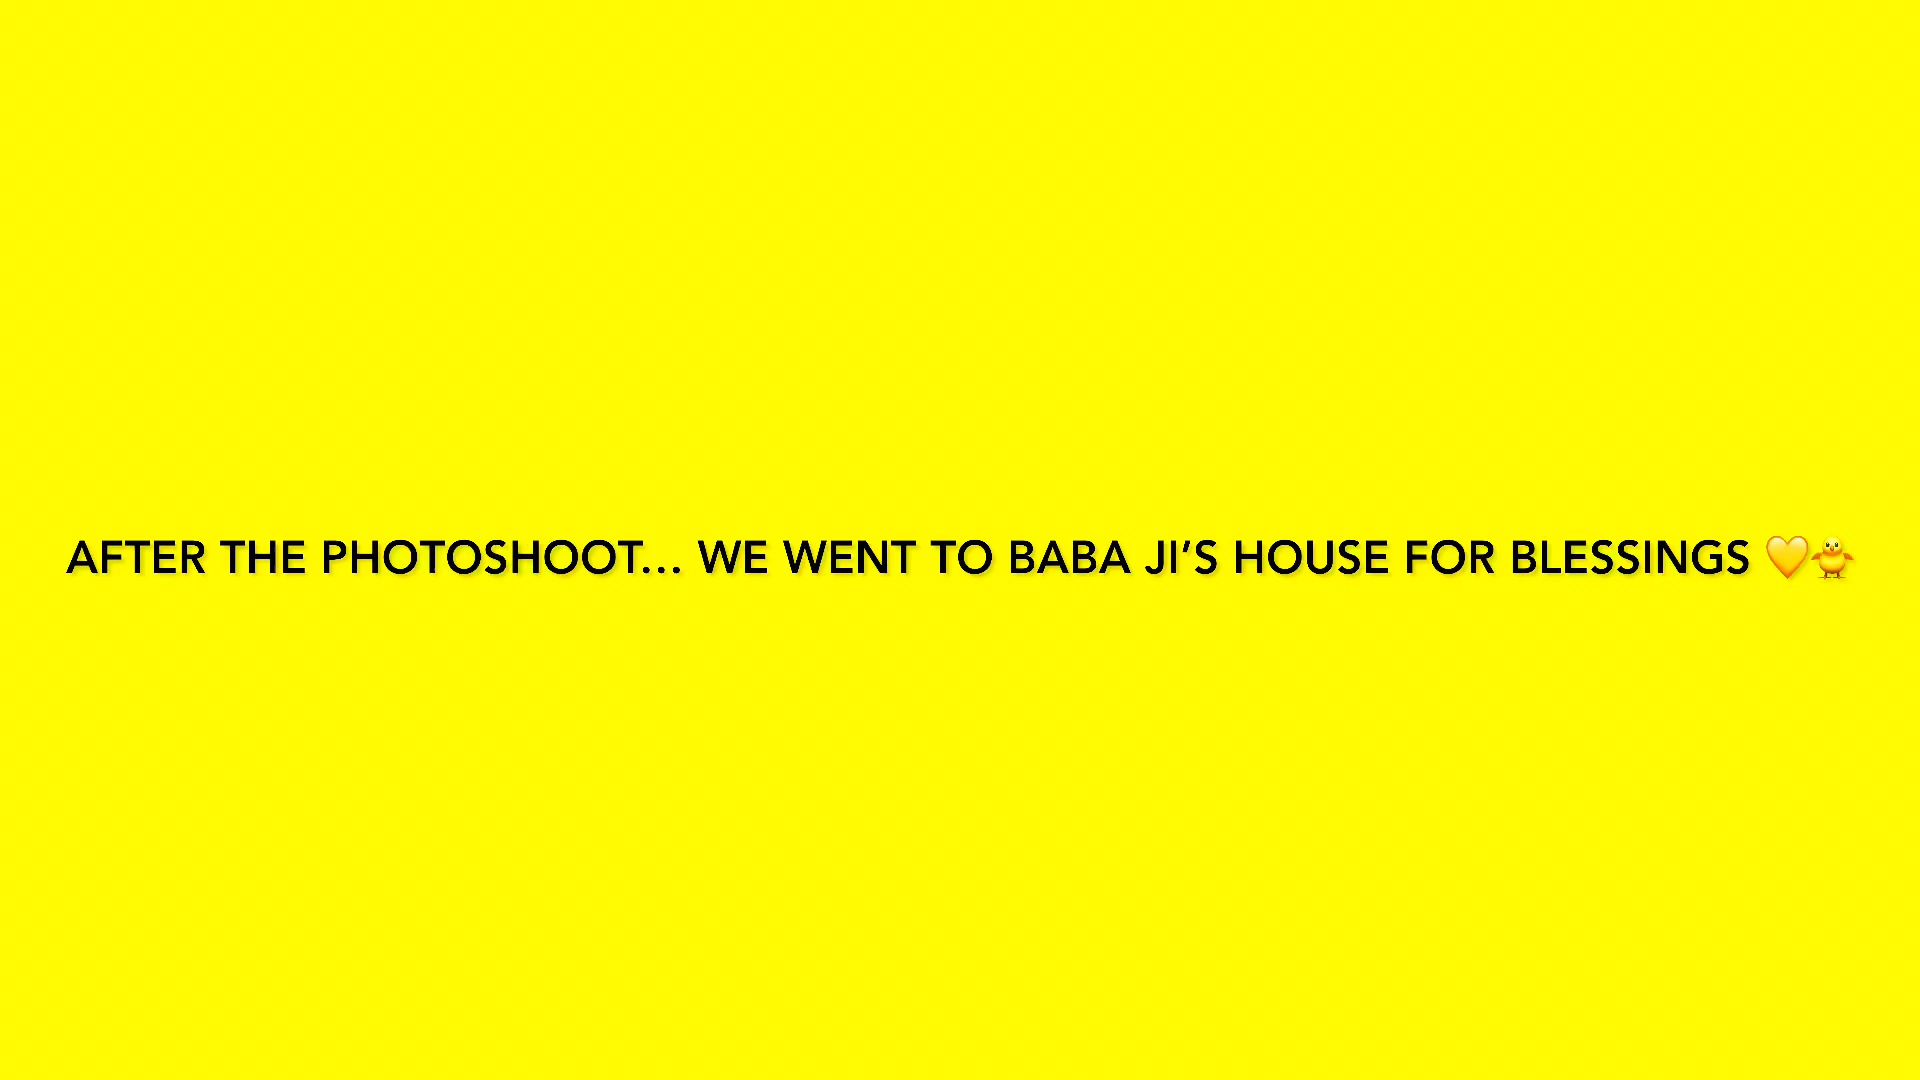 AFTER THE PHOTOSHOOT... WE WENT TO BABA JI’S HOUSE FOR BLESSINGS 💛🐥